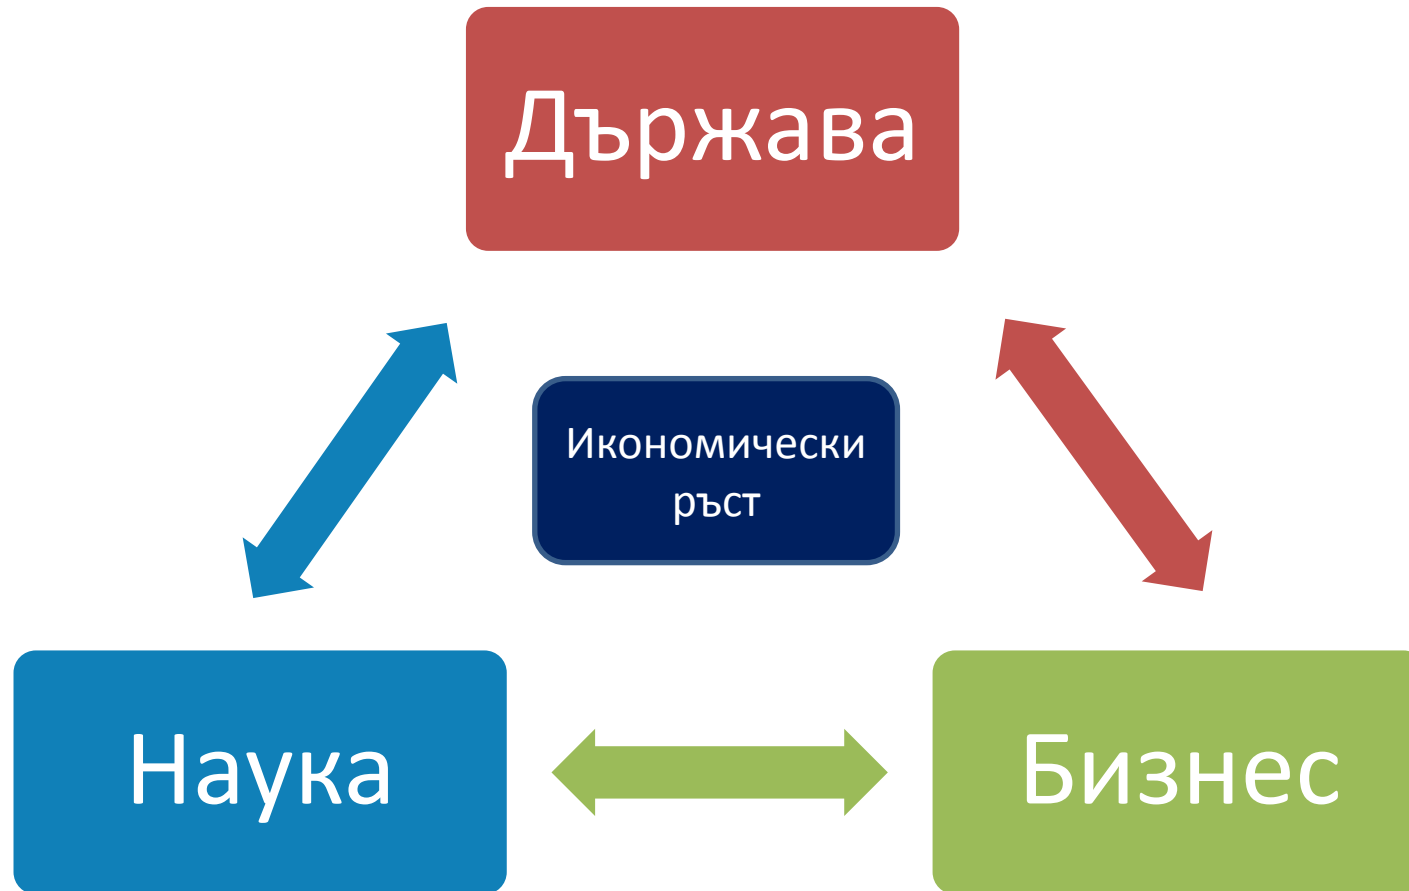 Държава
Икономически
ръст
Наука
Бизнес